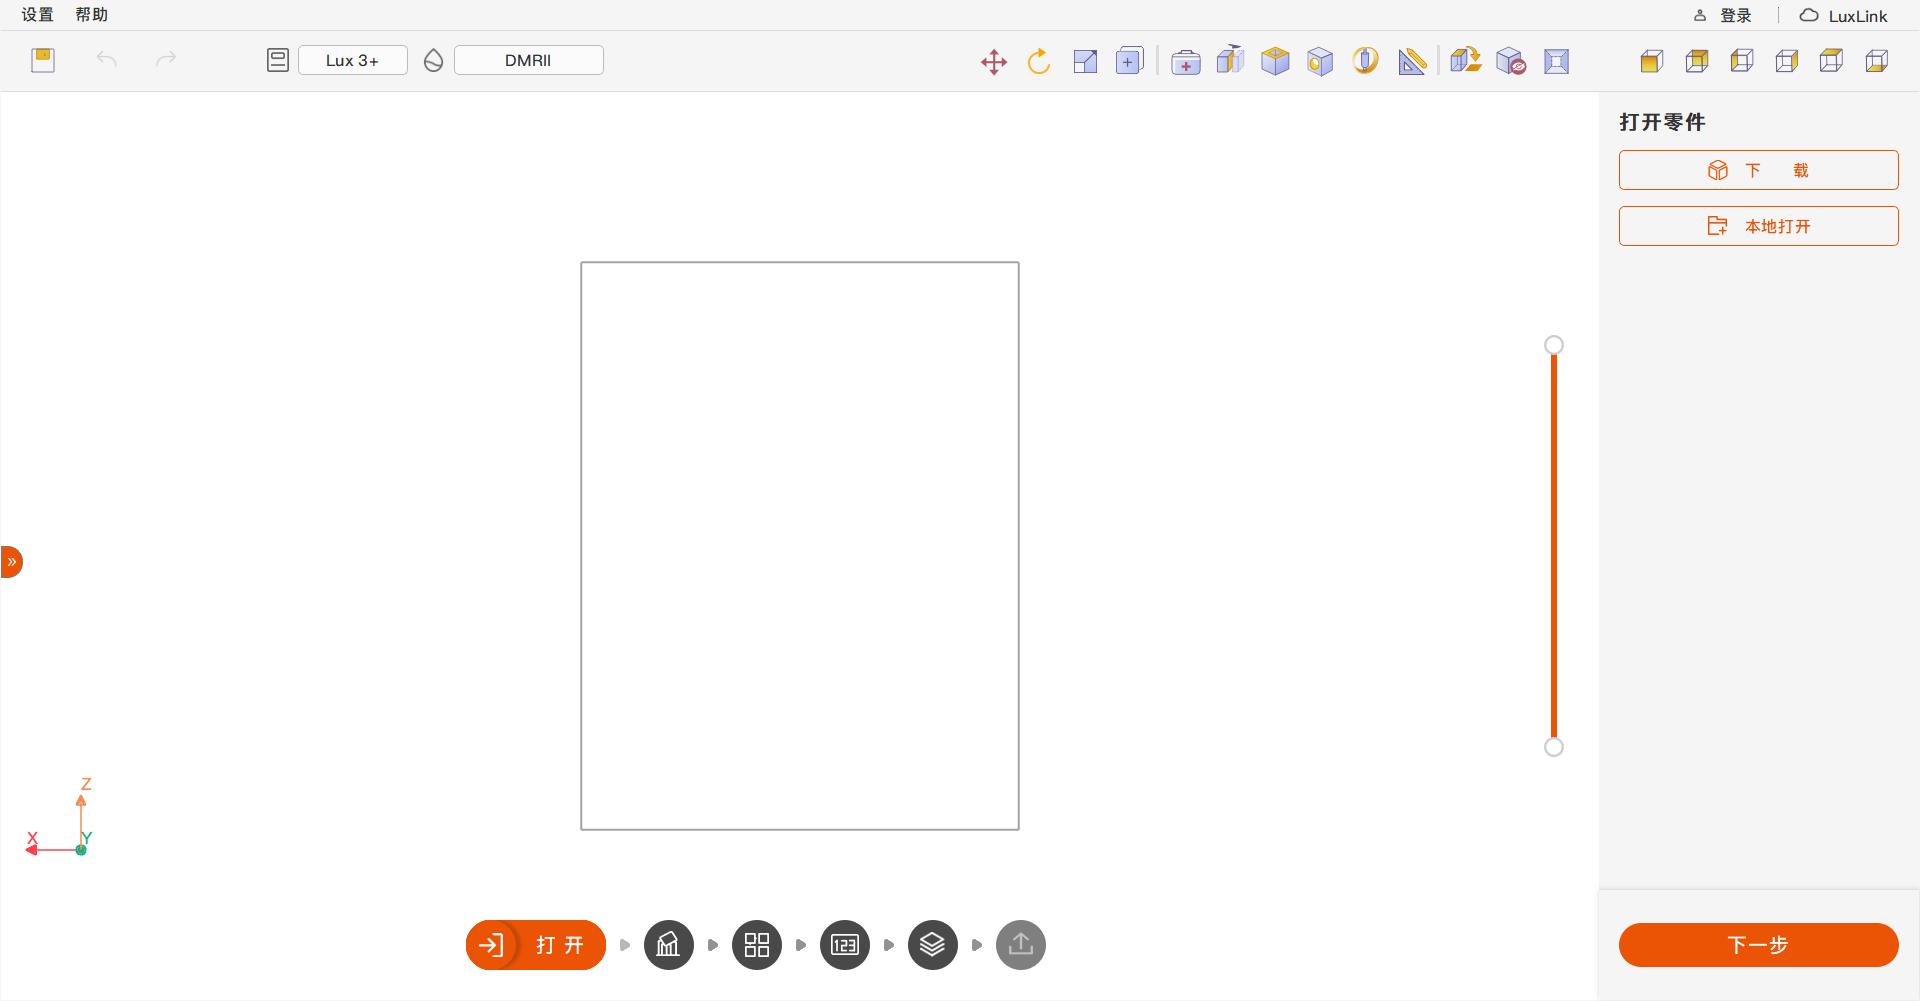 设置 帮助 登录 LuxLink
Lux 3+ DMRII
打开零件
下 载
本地打开
Z
X Y
打 开
123
下一步